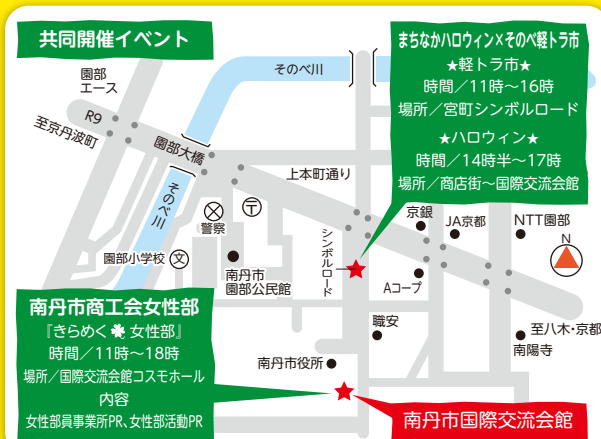 共同開催イベント
そのべ川
まちなかハロウィン×そのべ軽トラ市
★軽トラ市★
時間／11時～16時
場所／宮町シンボルロード
★ハロウィン★
時間／14時半～17時
場所／商店街～国際交流会館
園部
エース
R9
至京丹波町
園部大橋
そのべ川
上本町通り
警察
園部小学校
文
南丹市
園部公民館
シンボルロード
京銀
JA京都
NTT園部
N
Aコープ
職安
至八木・京都
南陽寺
南丹市役所
南丹市商工会女性部
『きらめく 女性部』
時間／11時～18時
場所／国際交流会館コスモホール
内容
女性部員事業所PR、女性部活動PR
南丹市国際交流会館